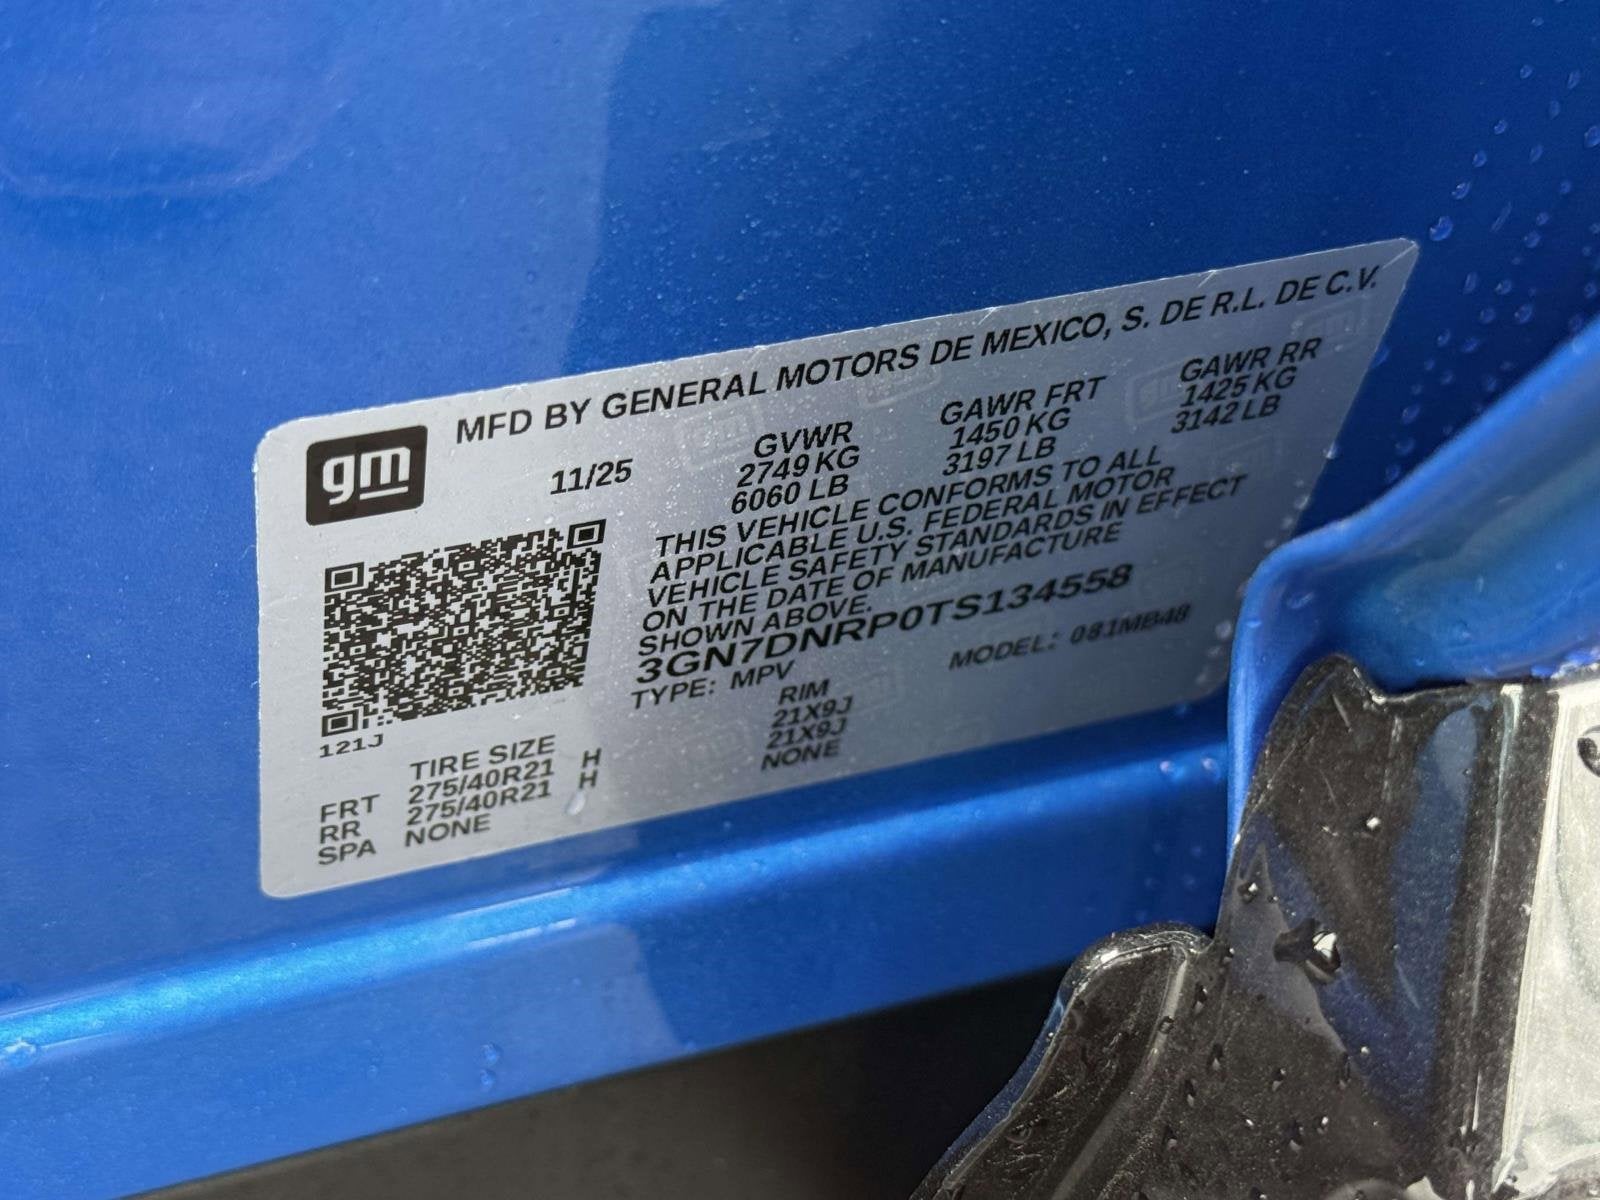 MFD BY GENERAL MOTORS DE MEXICO, S. DE R.L. DE C.V.
gm
11/25
GVWR GAWR FRT GAWR RR
2749 KG 1450 KG 1425 KG
6060 LB 3197 LB 3142 LB
THIS VEHICLE CONFORMS TO ALL
APPLICABLE U.S. FEDERAL MOTOR
VEHICLE SAFETY STANDARDS IN EFFECT
ON THE DATE OF MANUFACTURE
SHOWN ABOVE.
3GN7DNRP0TS134558
TYPE: MPV MODEL: 081MB48
121J
TIRE SIZE RIM
FRT 275/40R21 H 21X9J
RR 275/40R21 H 21X9J
SPA NONE NONE